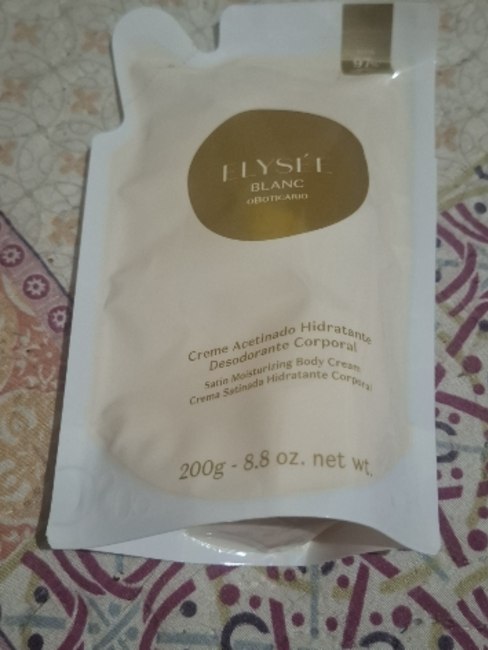 ELYSÉE
BLANC
OBOTICÁRIO
Creme Acetinado Hidratante
Desodorante Corporal
Satin Moisturizing Body Cream
Crema Satinada Hidratante Corporal
200g - 8.8 oz. net wt.